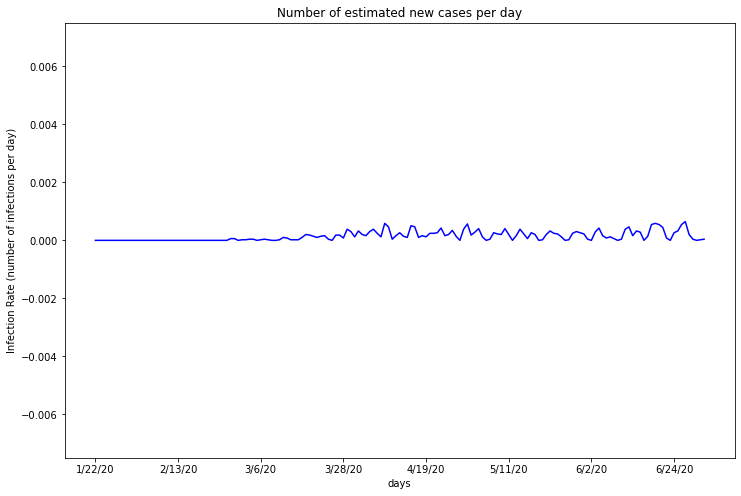 Number of estimated new cases per day
Infection Rate (number of infections per day)
0.006
0.004
0.002
0.000
−0.002
−0.004
−0.006
1/22/20 2/13/20 3/6/20 3/28/20 4/19/20 5/11/20 6/2/20 6/24/20
days